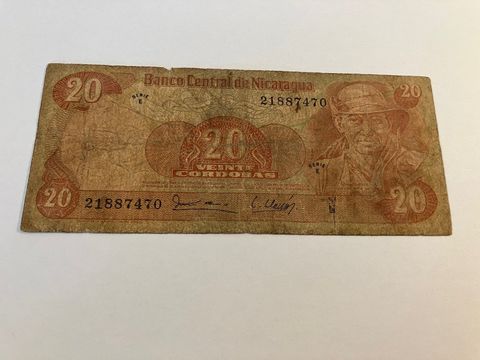 20
Banco Central de Nicaragua
20
SERIE
E
21887470
20
VEINTE
CORDOBAS
SERIE
E
20
21887470
20